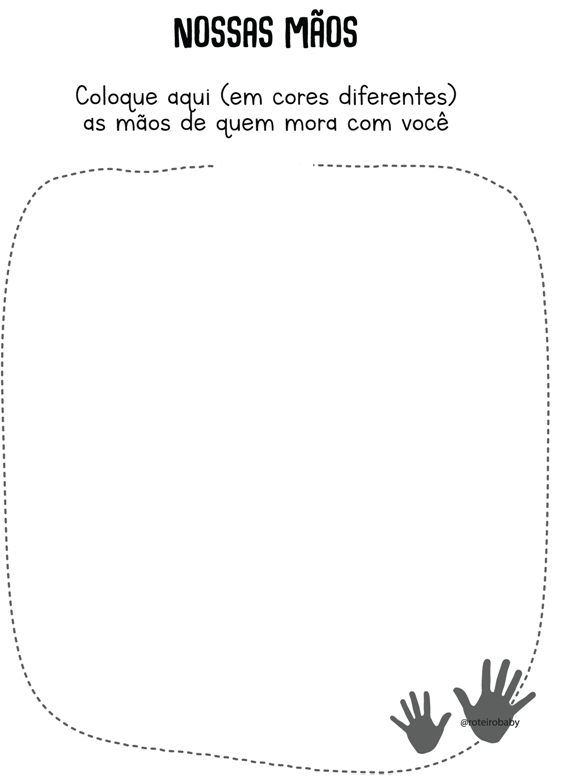 NOSSAS MÃOS
Coloque aqui (em cores diferentes)
as mãos de quem mora com você
@roteirobaby